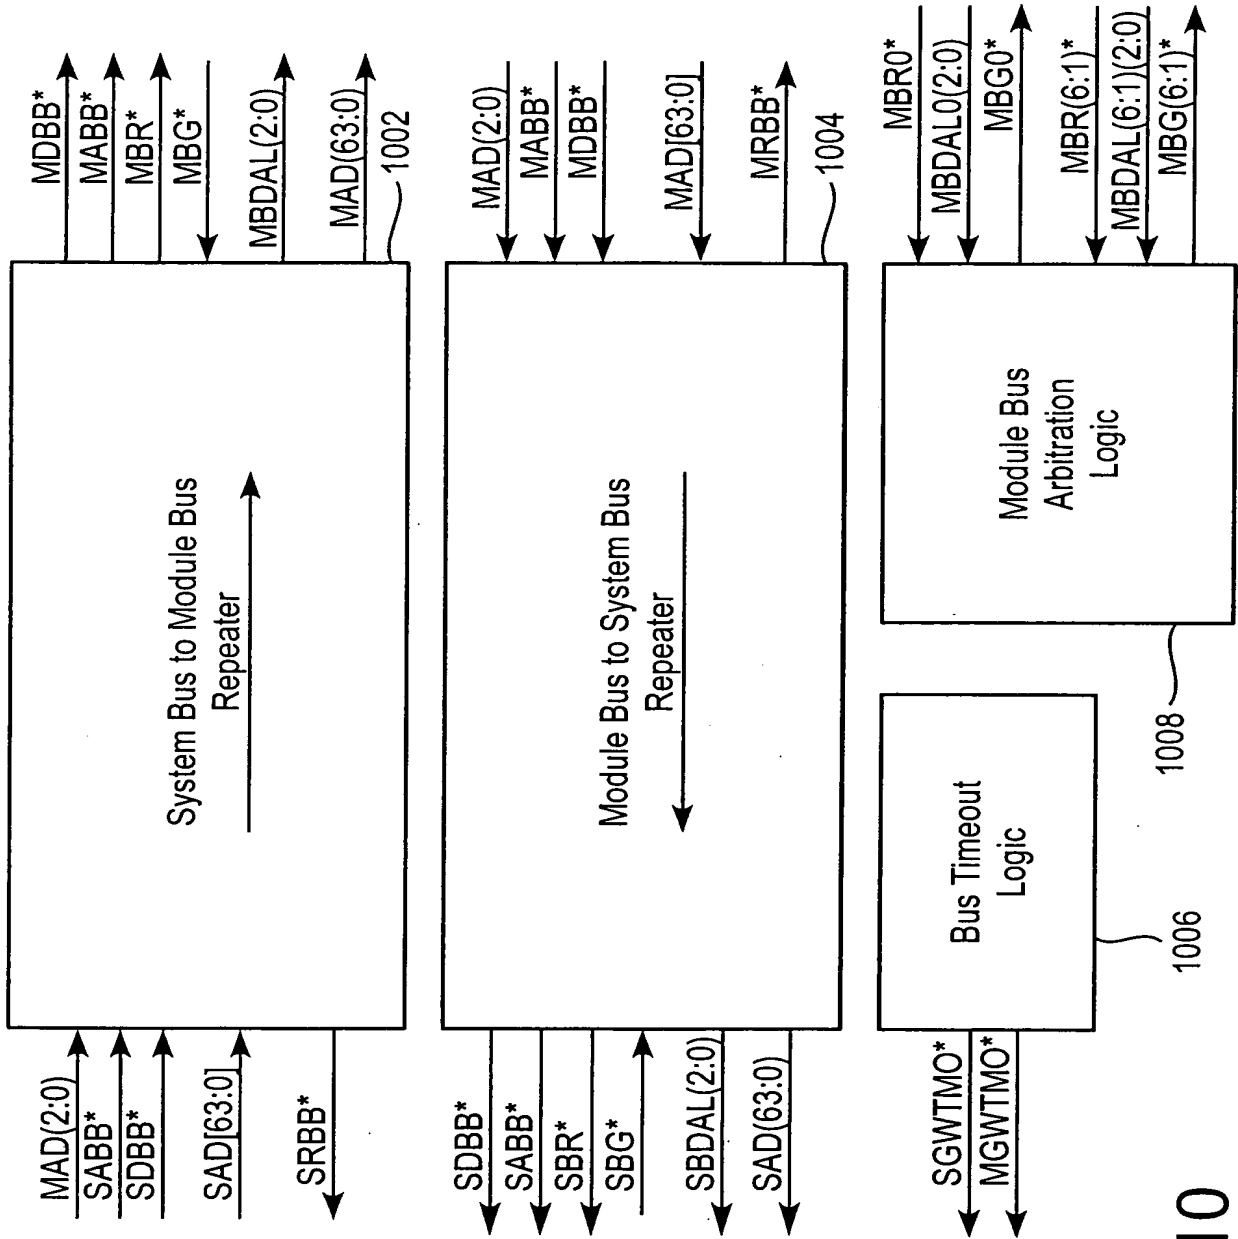 MDBB*
MABB*
MBR*
MBG*
MBDAL(2:0)
MAD(63:0)
1002
System Bus to Module Bus
Repeater
MAD(2:0)
SABB*
SDBB*
SAD[63:0]
SRBB*
MAD(2:0)
MABB*
MDBB*
MAD[63:0]
MRBB*
1004
Module Bus to System Bus
Repeater
SDBB*
SABB*
SBR*
SBG*
SBDAL(2:0)
SAD(63:0)
MBR0*
MBDAL0(2:0)
MBG0*
MBR(6:1)*
MBDAL(6:1)(2:0)
MBG(6:1)*
Module Bus
Arbitration
Logic
1008
Bus Timeout
Logic
1006
SGWTMO*
MGWTMO*
10